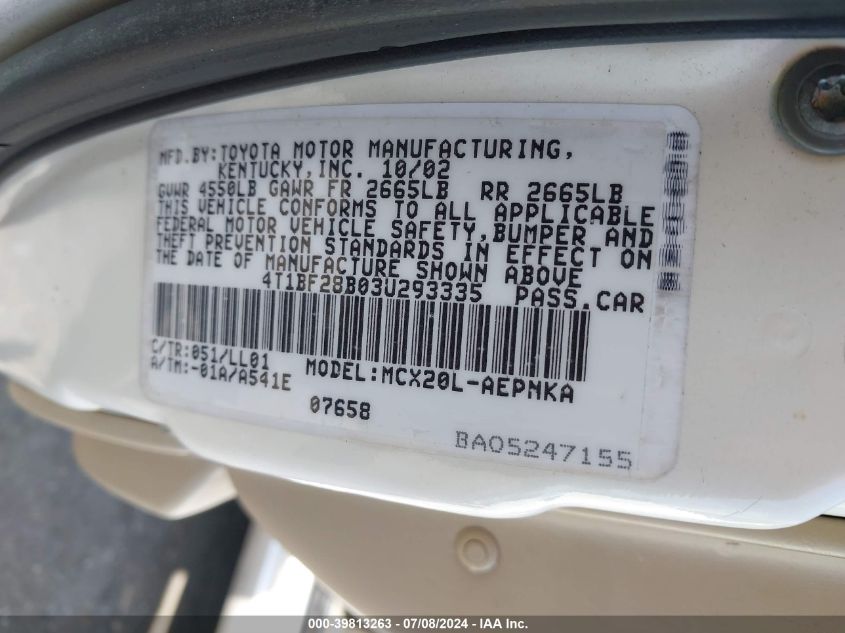 MFD.BY:TOYOTA MOTOR MANUFACTURING,
KENTUCKY,INC. 10/02
GVWR 4550LB GAWR FR 2665LB RR 2665LB
THIS VEHICLE CONFORMS TO ALL APPLICABLE
FEDERAL MOTOR VEHICLE SAFETY,BUMPER AND
THEFT PREVENTION STANDARDS IN EFFECT ON
THE DATE OF MANUFACTURE SHOWN ABOVE
4T1BF28B03U293335 PASS.CAR
C/TR:051/LL01
A/TM:-01A/A541E MODEL:MCX20L-AEPNKA
07658
BA05247155
000-39813263 - 07/08/2024 - IAAI.com